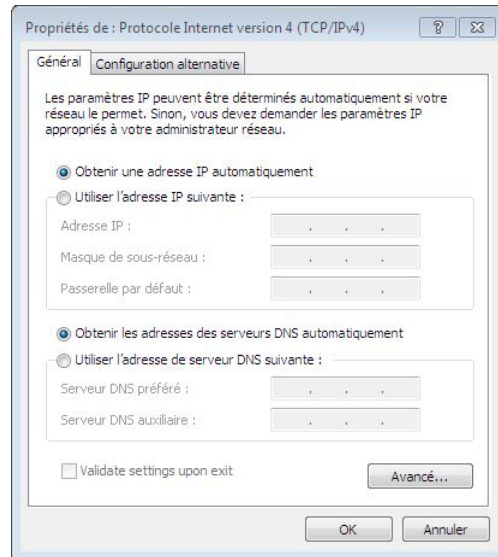 Propriétés de : Protocole Internet version 4 (TCP/IPv4)
Général
Configuration alternative
Les paramètres IP peuvent être déterminés automatiquement si votre
réseau le permet. Sinon, vous devez demander les paramètres IP
appropriés à votre administrateur réseau.
Obtenir une adresse IP automatiquement
Utiliser l'adresse IP suivante :
Adresse IP :
Masque de sous-réseau :
Passerelle par défaut :
Obtenir les adresses des serveurs DNS automatiquement
Utiliser l'adresse de serveur DNS suivante :
Serveur DNS préféré :
Serveur DNS auxiliaire :
Validate settings upon exit
Avancé...
OK
Annuler